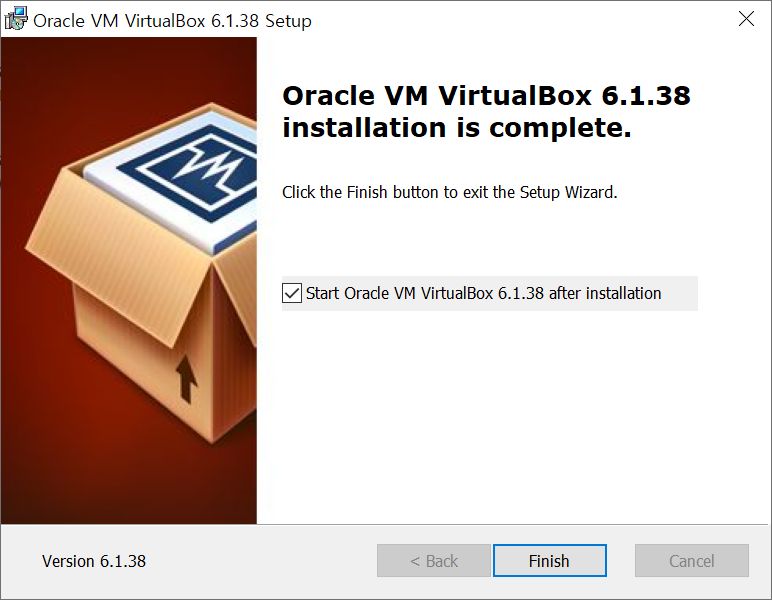 Oracle VM VirtualBox 6.1.38 Setup
Oracle VM VirtualBox 6.1.38
installation is complete.
Click the Finish button to exit the Setup Wizard.
Start Oracle VM VirtualBox 6.1.38 after installation
Version 6.1.38
< Back
Finish
Cancel